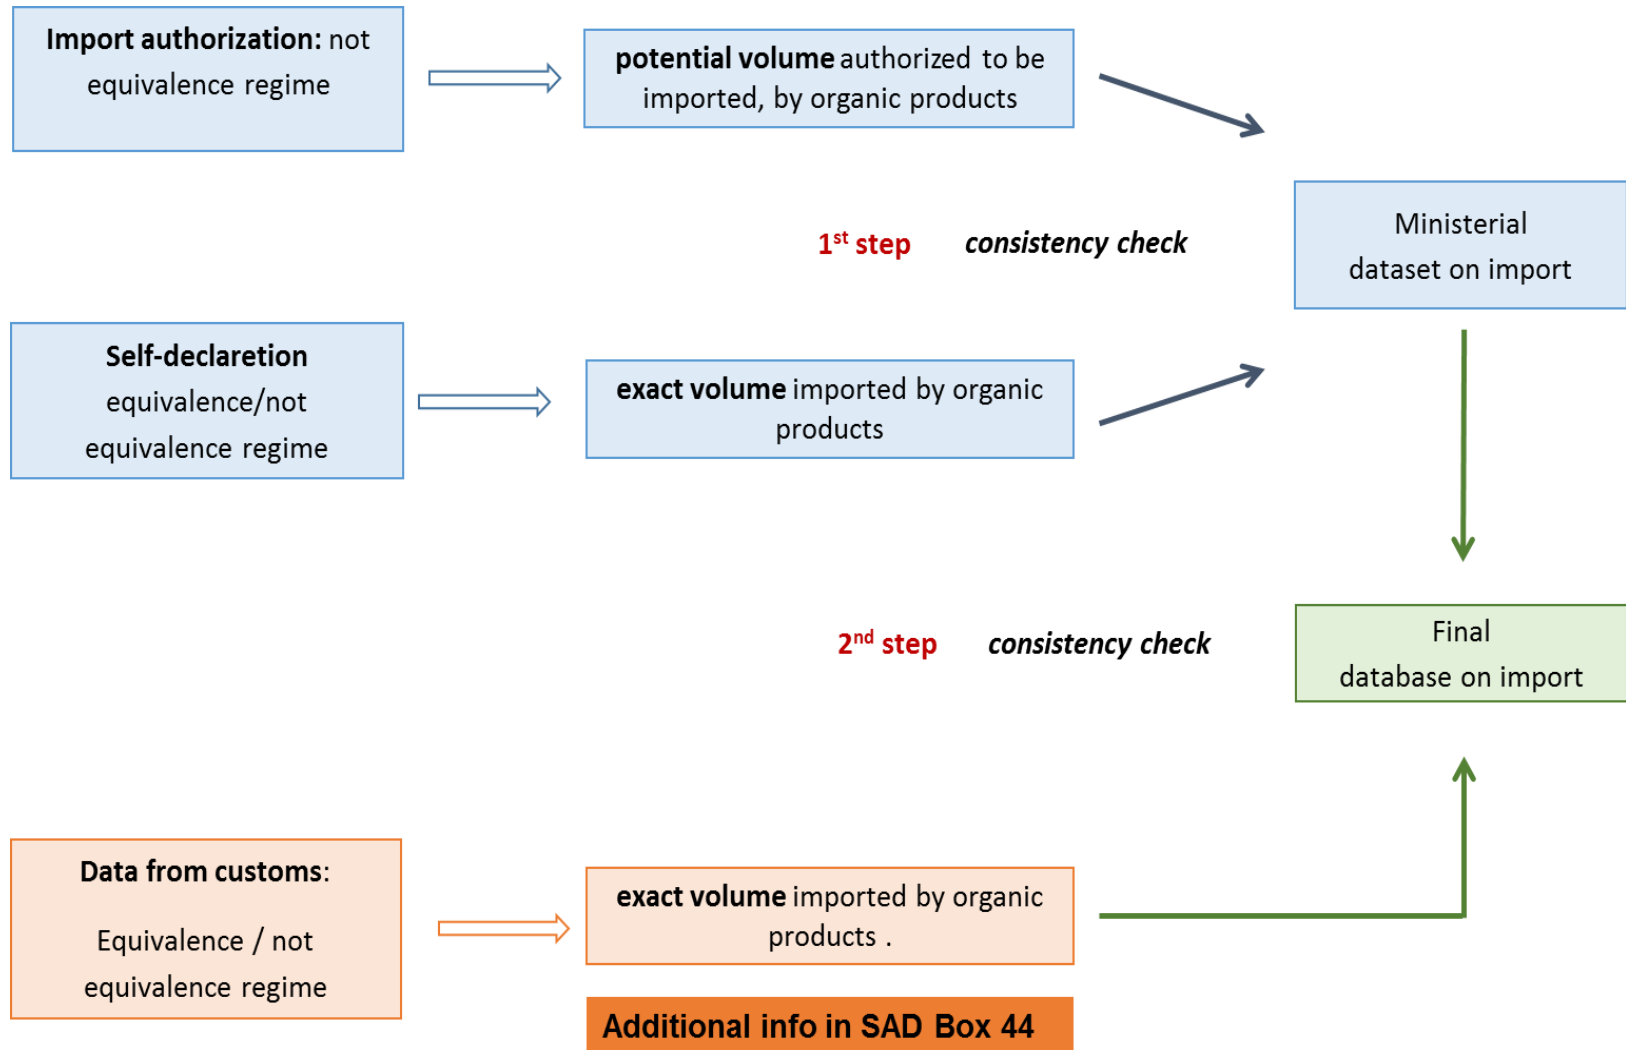 Import authorization: not
equivalence regime
potential volume authorized to be
imported, by organic products
Ministerial
dataset on import
1st step consistency check
Self-declaretion
equivalence/not
equivalence regime
exact volume imported by organic
products
Final
database on import
2nd step consistency check
Data from customs:
Equivalence / not
equivalence regime
exact volume imported by organic
products .
Additional info in SAD Box 44